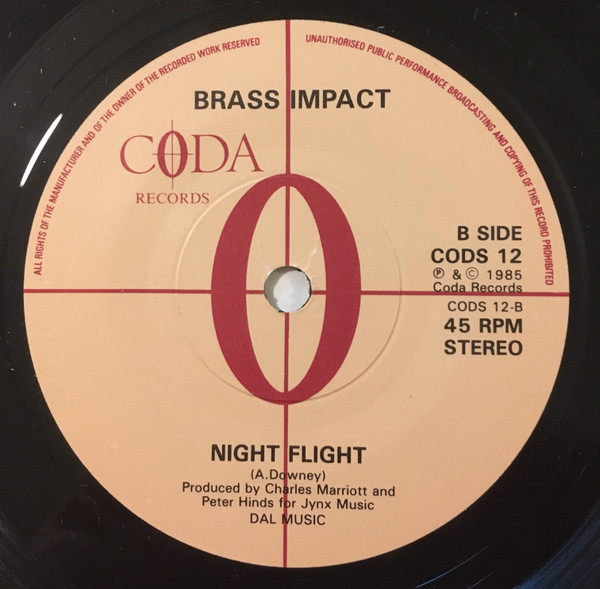 ALL RIGHTS OF THE MANUFACTURER AND OF THE OWNER OF THE RECORDED WORK RESERVED
UNAUTHORISED PUBLIC PERFORMANCE BROADCASTING AND COPYING OF THIS RECORD PROHIBITED
BRASS IMPACT
CODA
RECORDS
B SIDE
CODS 12
℗ & © 1985
Coda Records
CODS 12-B
45 RPM
STEREO
NIGHT FLIGHT
(A.Downey)
Produced by Charles Marriott and
Peter Hinds for Jynx Music
DAL MUSIC